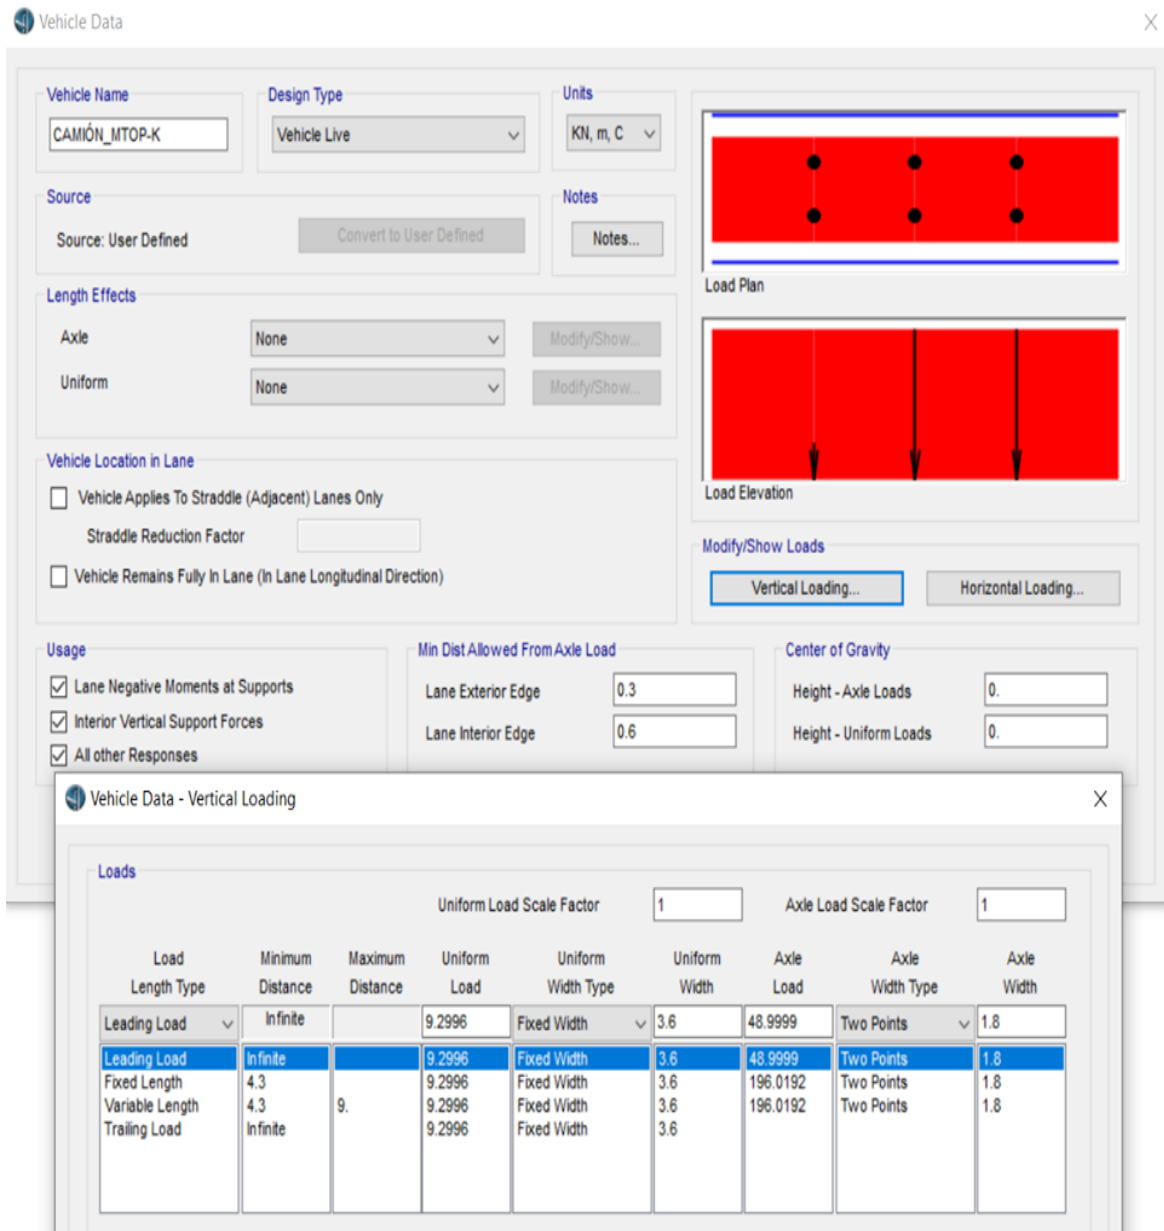 Vehicle Data
X
Vehicle Name
CAMIÓN_MTOP-K
Design Type
Vehicle Live
Units
KN, m, C
Source
Source: User Defined
Convert to User Defined
Notes
Notes...
Length Effects
Axle
None
Modify/Show...
Uniform
None
Modify/Show...
Load Plan
Load Elevation
Vehicle Location in Lane
Vehicle Applies To Straddle (Adjacent) Lanes Only
Straddle Reduction Factor
Vehicle Remains Fully In Lane (In Lane Longitudinal Direction)
Modify/Show Loads
Vertical Loading...
Horizontal Loading...
Usage
Lane Negative Moments at Supports
Interior Vertical Support Forces
All other Responses
Min Dist Allowed From Axle Load
Lane Exterior Edge
0.3
Lane Interior Edge
0.6
Center of Gravity
Height - Axle Loads
0.
Height - Uniform Loads
0.
Vehicle Data - Vertical Loading
X
Loads
Uniform Load Scale Factor 1 Axle Load Scale Factor 1
Load Minimum Maximum Uniform Uniform Uniform Axle Axle Axle
Length Type Distance Distance Load Width Type Width Load Width Type Width
Leading Load Infinite 9.2996 Fixed Width 3.6 48.9999 Two Points 1.8
Leading Load Infinite 9.2996 Fixed Width 3.6 48.9999 Two Points 1.8
Fixed Length 4.3 9.2996 Fixed Width 3.6 196.0192 Two Points 1.8
Variable Length 4.3 9. 9.2996 Fixed Width 3.6 196.0192 Two Points 1.8
Trailing Load Infinite 9.2996 Fixed Width 3.6